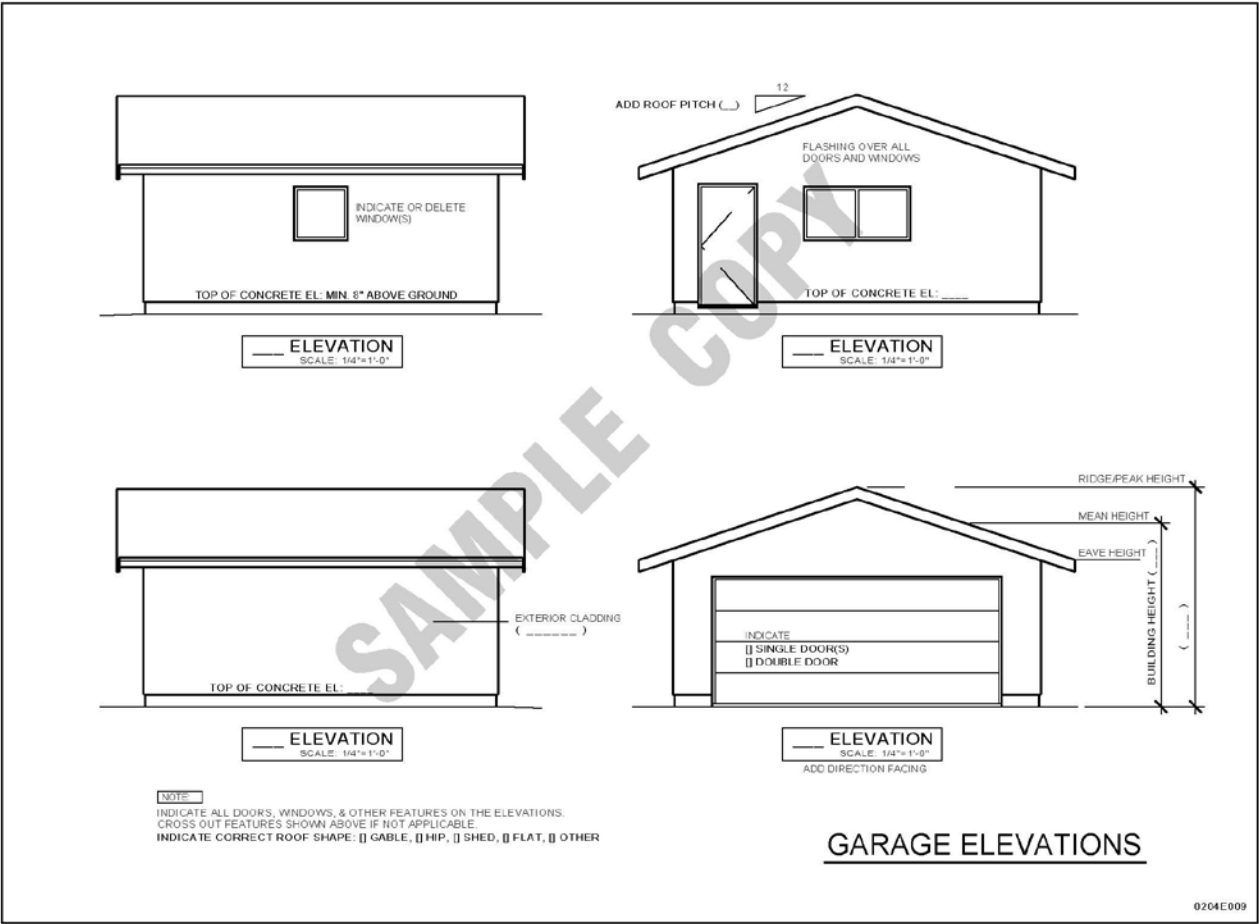 12
ADD ROOF PITCH (__)
FLASHING OVER ALL
DOORS AND WINDOWS
INDICATE OR DELETE
WINDOW(S)
TOP OF CONCRETE EL: MIN. 8" ABOVE GROUND
TOP OF CONCRETE EL: ____
___ ELEVATION
SCALE: 1/4"=1'-0"
___ ELEVATION
SCALE: 1/4"=1'-0"
SAMPLE COPY
RIDGE/PEAK HEIGHT
MEAN HEIGHT
EAVE HEIGHT
BUILDING HEIGHT ( ___ )
( ___ )
EXTERIOR CLADDING
( ______ )
INDICATE
[] SINGLE DOOR(S)
[] DOUBLE DOOR
TOP OF CONCRETE EL: ____
___ ELEVATION
SCALE: 1/4"=1'-0"
___ ELEVATION
SCALE: 1/4"=1'-0"
ADD DIRECTION FACING
NOTE:
INDICATE ALL DOORS, WINDOWS, & OTHER FEATURES ON THE ELEVATIONS.
CROSS OUT FEATURES SHOWN ABOVE IF NOT APPLICABLE.
INDICATE CORRECT ROOF SHAPE: [] GABLE, [] HIP, [] SHED, [] FLAT, [] OTHER
GARAGE ELEVATIONS
0204E009